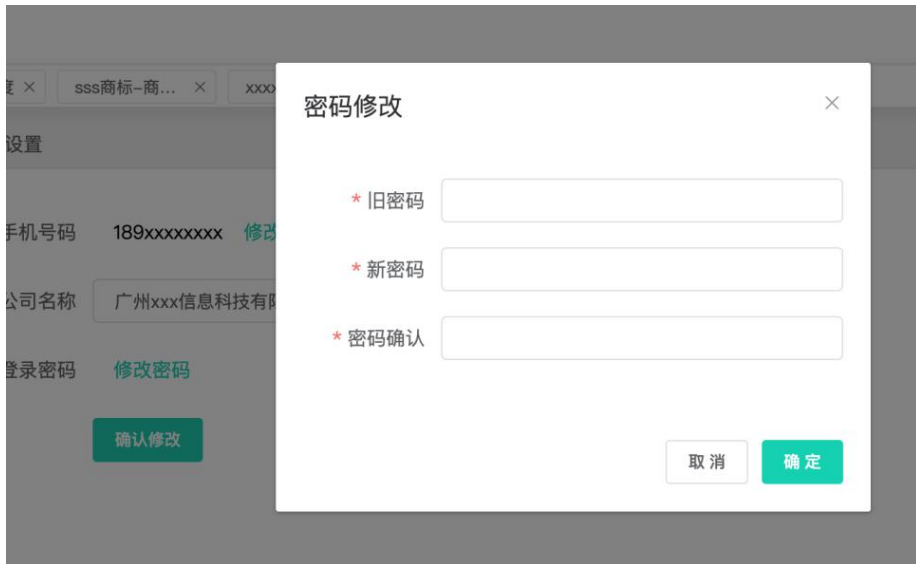 度 × sss商标-商... × xxxx
密码修改
设置
* 旧密码
手机号码 189xxxxxxxx 修改
* 新密码
公司名称 广州xxx信息科技有限
* 密码确认
登录密码 修改密码
确认修改
取 消 确 定